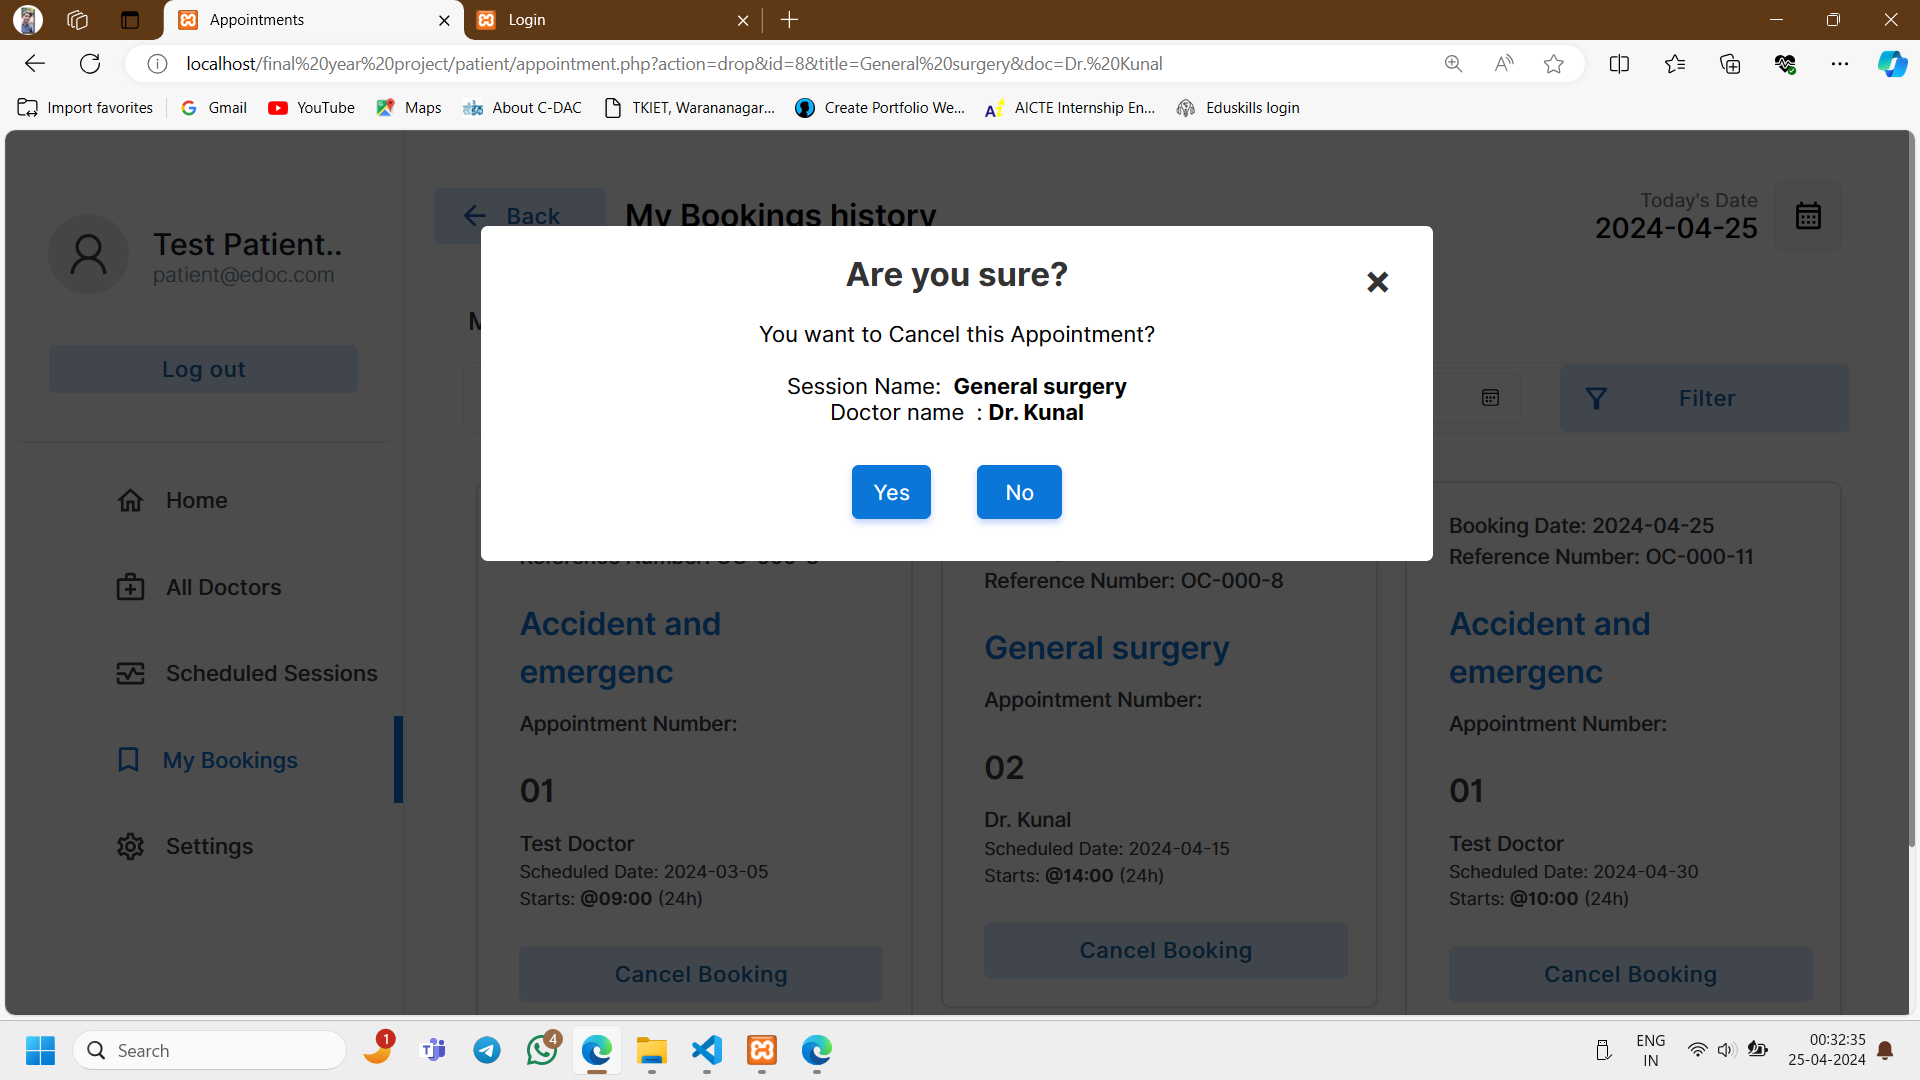 Appointments
Login
localhost/final%20year%20project/patient/appointment.php?action=drop&id=8&title=General%20surgery&doc=Dr.%20Kunal
Import favorites
Gmail
YouTube
Maps
About C-DAC
TKIET, Warananagar...
Create Portfolio We...
AICTE Internship En...
Eduskills login
Test Patient..
patient@edoc.com
Log out
Home
All Doctors
Scheduled Sessions
My Bookings
Settings
Back
My Bookings history
Today's Date
2024-04-25
Filter
Are you sure?
You want to Cancel this Appointment?
Session Name: General surgery
Doctor name : Dr. Kunal
Yes
No
Accident and
emergenc
Appointment Number:
01
Test Doctor
Scheduled Date: 2024-03-05
Starts: @09:00 (24h)
Cancel Booking
Reference Number: OC-000-8
General surgery
Appointment Number:
02
Dr. Kunal
Scheduled Date: 2024-04-15
Starts: @14:00 (24h)
Cancel Booking
Booking Date: 2024-04-25
Reference Number: OC-000-11
Accident and
emergenc
Appointment Number:
01
Test Doctor
Scheduled Date: 2024-04-30
Starts: @10:00 (24h)
Cancel Booking
Search
1
4
ENG
IN
00:32:35
25-04-2024